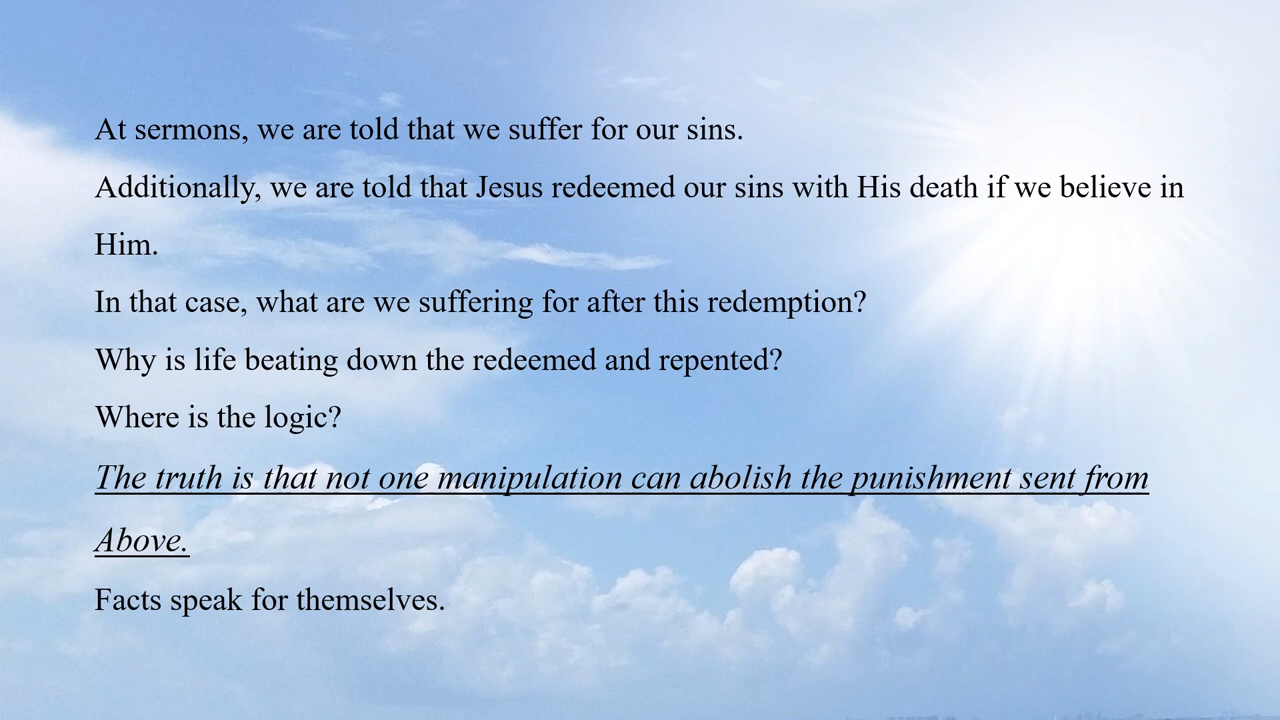 At sermons, we are told that we suffer for our sins.
Additionally, we are told that Jesus redeemed our sins with His death if we believe in
Him.
In that case, what are we suffering for after this redemption?
Why is life beating down the redeemed and repented?
Where is the logic?
The truth is that not one manipulation can abolish the punishment sent from
Above.
Facts speak for themselves.